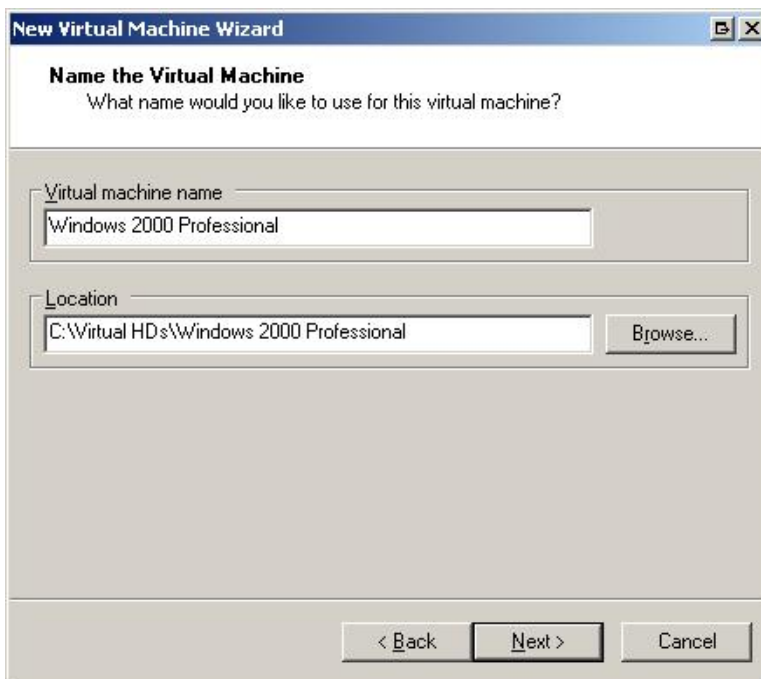 New Virtual Machine Wizard
Name the Virtual Machine
What name would you like to use for this virtual machine?
Virtual machine name
Windows 2000 Professional
Location
C:\Virtual HDs\Windows 2000 Professional
Browse...
< Back
Next >
Cancel